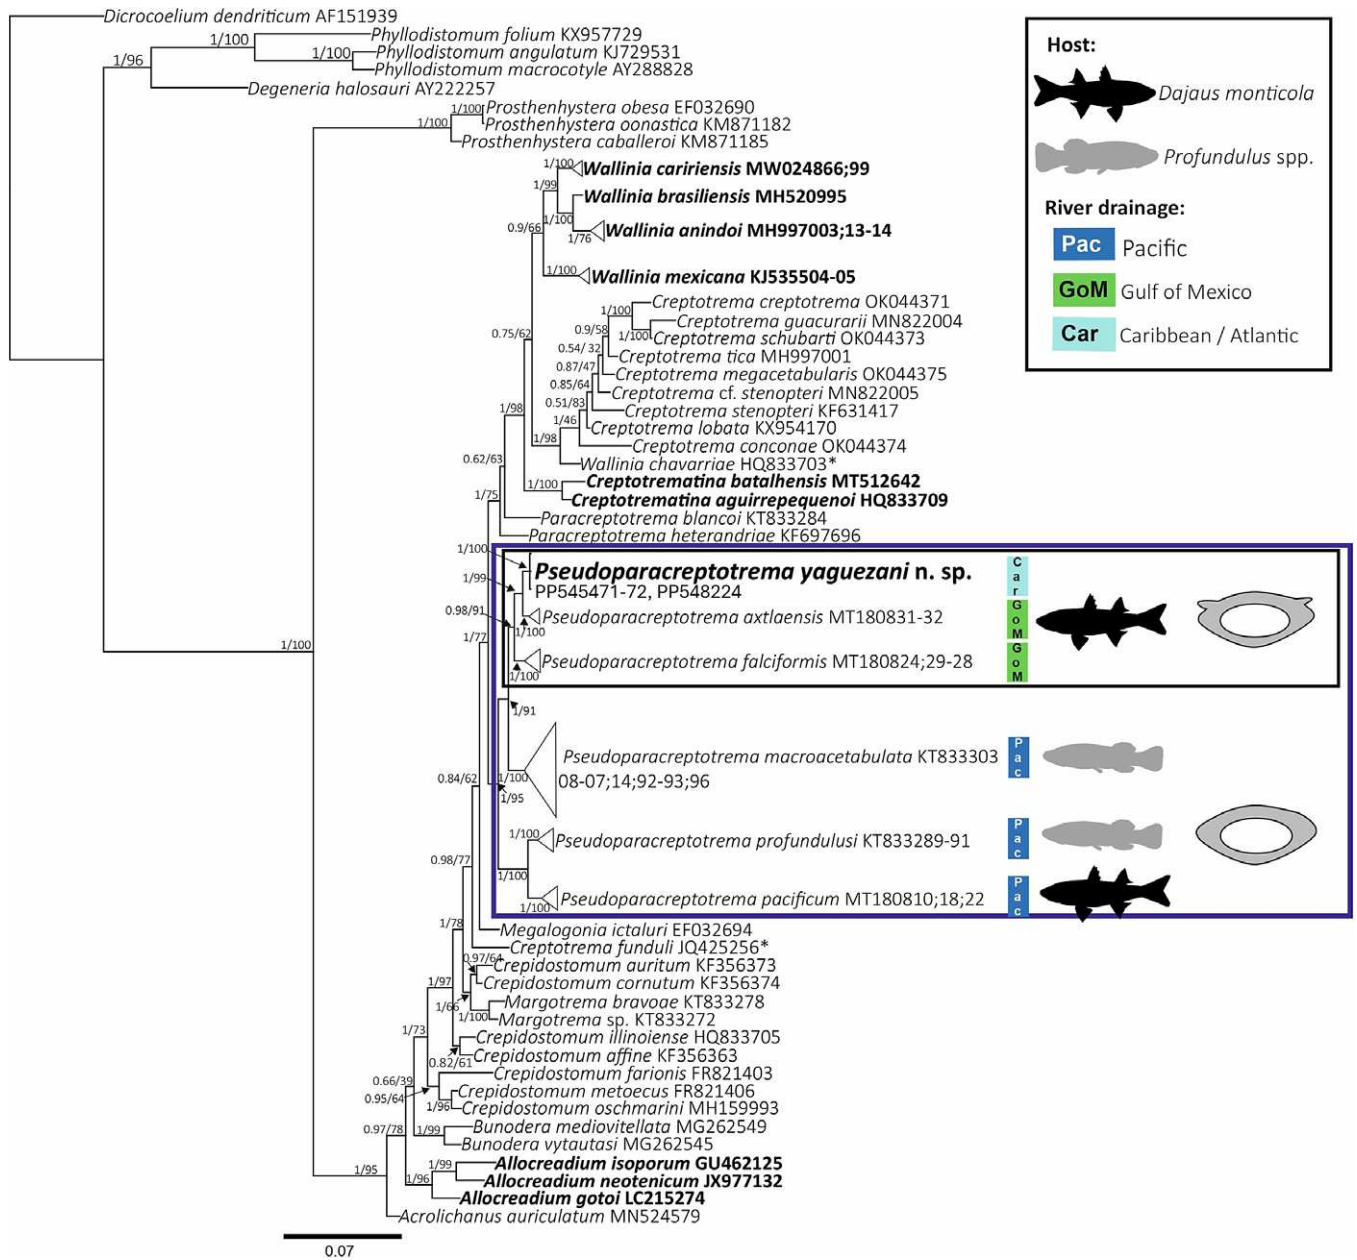 Dicrocoelium dendriticum AF151939
1/100
Phyllodistomum folium KX957729
1/96
1/100
Phyllodistomum angulatum KJ729531
Phyllodistomum macrocotyle AY288828
Degeneria halosauri AY222257
1/100
Prosthenhystera obesa EF032690
1/100
Prosthenhystera oonastica KM871182
Prosthenhystera caballeroi KM871185
1/100
Wallinia caririensis MW024866;99
1/99
Wallinia brasiliensis MH520995
1/100
0.9/66
1/76
Wallinia anindoi MH997003;13-14
1/100
Wallinia mexicana KJ535504-05
Creptotrema creptotrema OK044371
1/100
Creptotrema guacurarii MN822004
0.9/58
1/100
Creptotrema schubarti OK044373
0.75/62
0.54/ 32
Creptotrema tica MH997001
0.87/47
Creptotrema megacetabularis OK044375
0.85/64
Creptotrema cf. stenopteri MN822005
0.51/83
1/98
Creptotrema stenopteri KF631417
1/46
Creptotrema lobata KX954170
1/98
Creptotrema conconae OK044374
0.62/63
Wallinia chavarriae HQ833703*
1/100
Creptotrematina batalhensis MT512642
1/75
Creptotrematina aguirrepequenoi HQ833709
Paracreptotrema blancoi KT833284
Paracreptotrema heterandriae KF697696
1/100
Pseudoparacreptotrema yaguezani n. sp.
Car
1/99
PP545471-72, PP548224
0.98/91
Pseudoparacreptotrema axtlaensis MT180831-32
GoM
1/100
1/77
1/100
Pseudoparacreptotrema falciformis MT180824;29-28
GoM
1/100
1/91
Pseudoparacreptotrema macroacetabulata KT833303
Pac
0.84/62
1/100
08-07;14;92-93;96
1/95
1/100
Pseudoparacreptotrema profundulusi KT833289-91
Pac
0.98/77
1/100
Pseudoparacreptotrema pacificum MT180810;18;22
Pac
1/100
1/78
Megalogonia ictaluri EF032694
Creptotrema funduli JQ425256*
0.97/64
Crepidostomum auritum KF356373
1/97
Crepidostomum cornutum KF356374
1/66
Margotrema bravoae KT833278
1/100
Margotrema sp. KT833272
1/73
Crepidostomum illinoiense HQ833705
0.82/61
Crepidostomum affine KF356363
0.66/39
Crepidostomum farionis FR821403
0.95/64
Crepidostomum metoecus FR821406
1/96
Crepidostomum oschmarini MH159993
0.97/78
1/99
Bunodera mediovitellata MG262549
Bunodera vytautasi MG262545
1/95
1/99
Allocreadium isoporum GU462125
1/96
Allocreadium neotenicum JX977132
Allocreadium gotoi LC215274
Acrolichanus auriculatum MN524579
0.07
Host:
Dajaus monticola
Profundulus spp.
River drainage:
Pac Pacific
GoM Gulf of Mexico
Car Caribbean / Atlantic